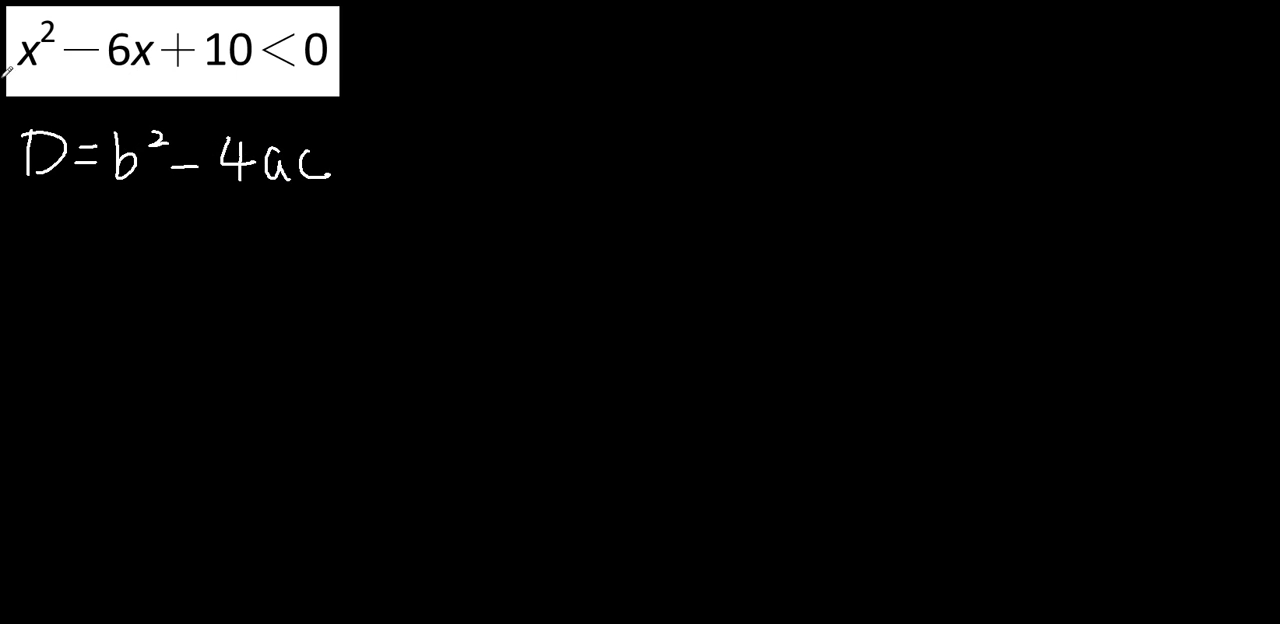 x² − 6x + 10 < 0
D = b² − 4ac